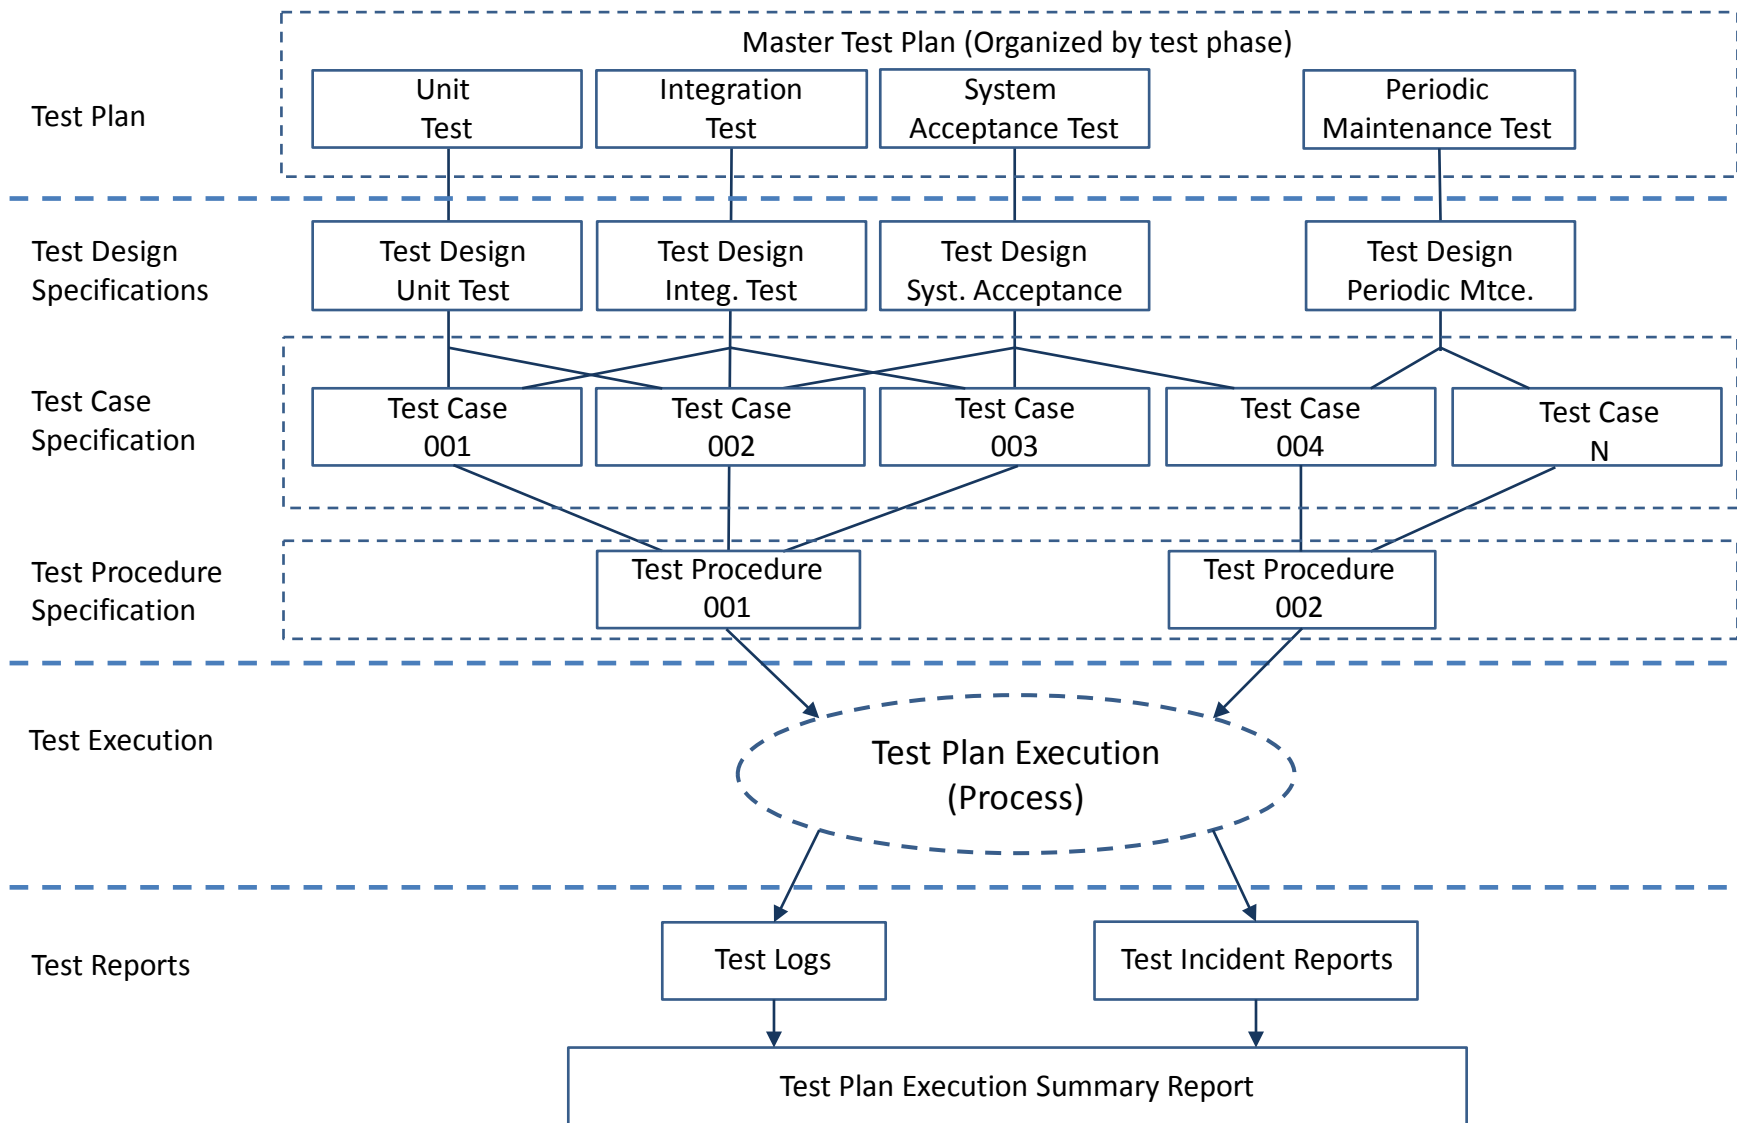 Master Test Plan (Organized by test phase)
Test Plan
Unit
Test
Integration
Test
System
Acceptance Test
Periodic
Maintenance Test
Test Design
Specifications
Test Design
Unit Test
Test Design
Integ. Test
Test Design
Syst. Acceptance
Test Design
Periodic Mtce.
Test Case
Specification
Test Case
001
Test Case
002
Test Case
003
Test Case
004
Test Case
N
Test Procedure
Specification
Test Procedure
001
Test Procedure
002
Test Execution
Test Plan Execution
(Process)
Test Reports
Test Logs
Test Incident Reports
Test Plan Execution Summary Report